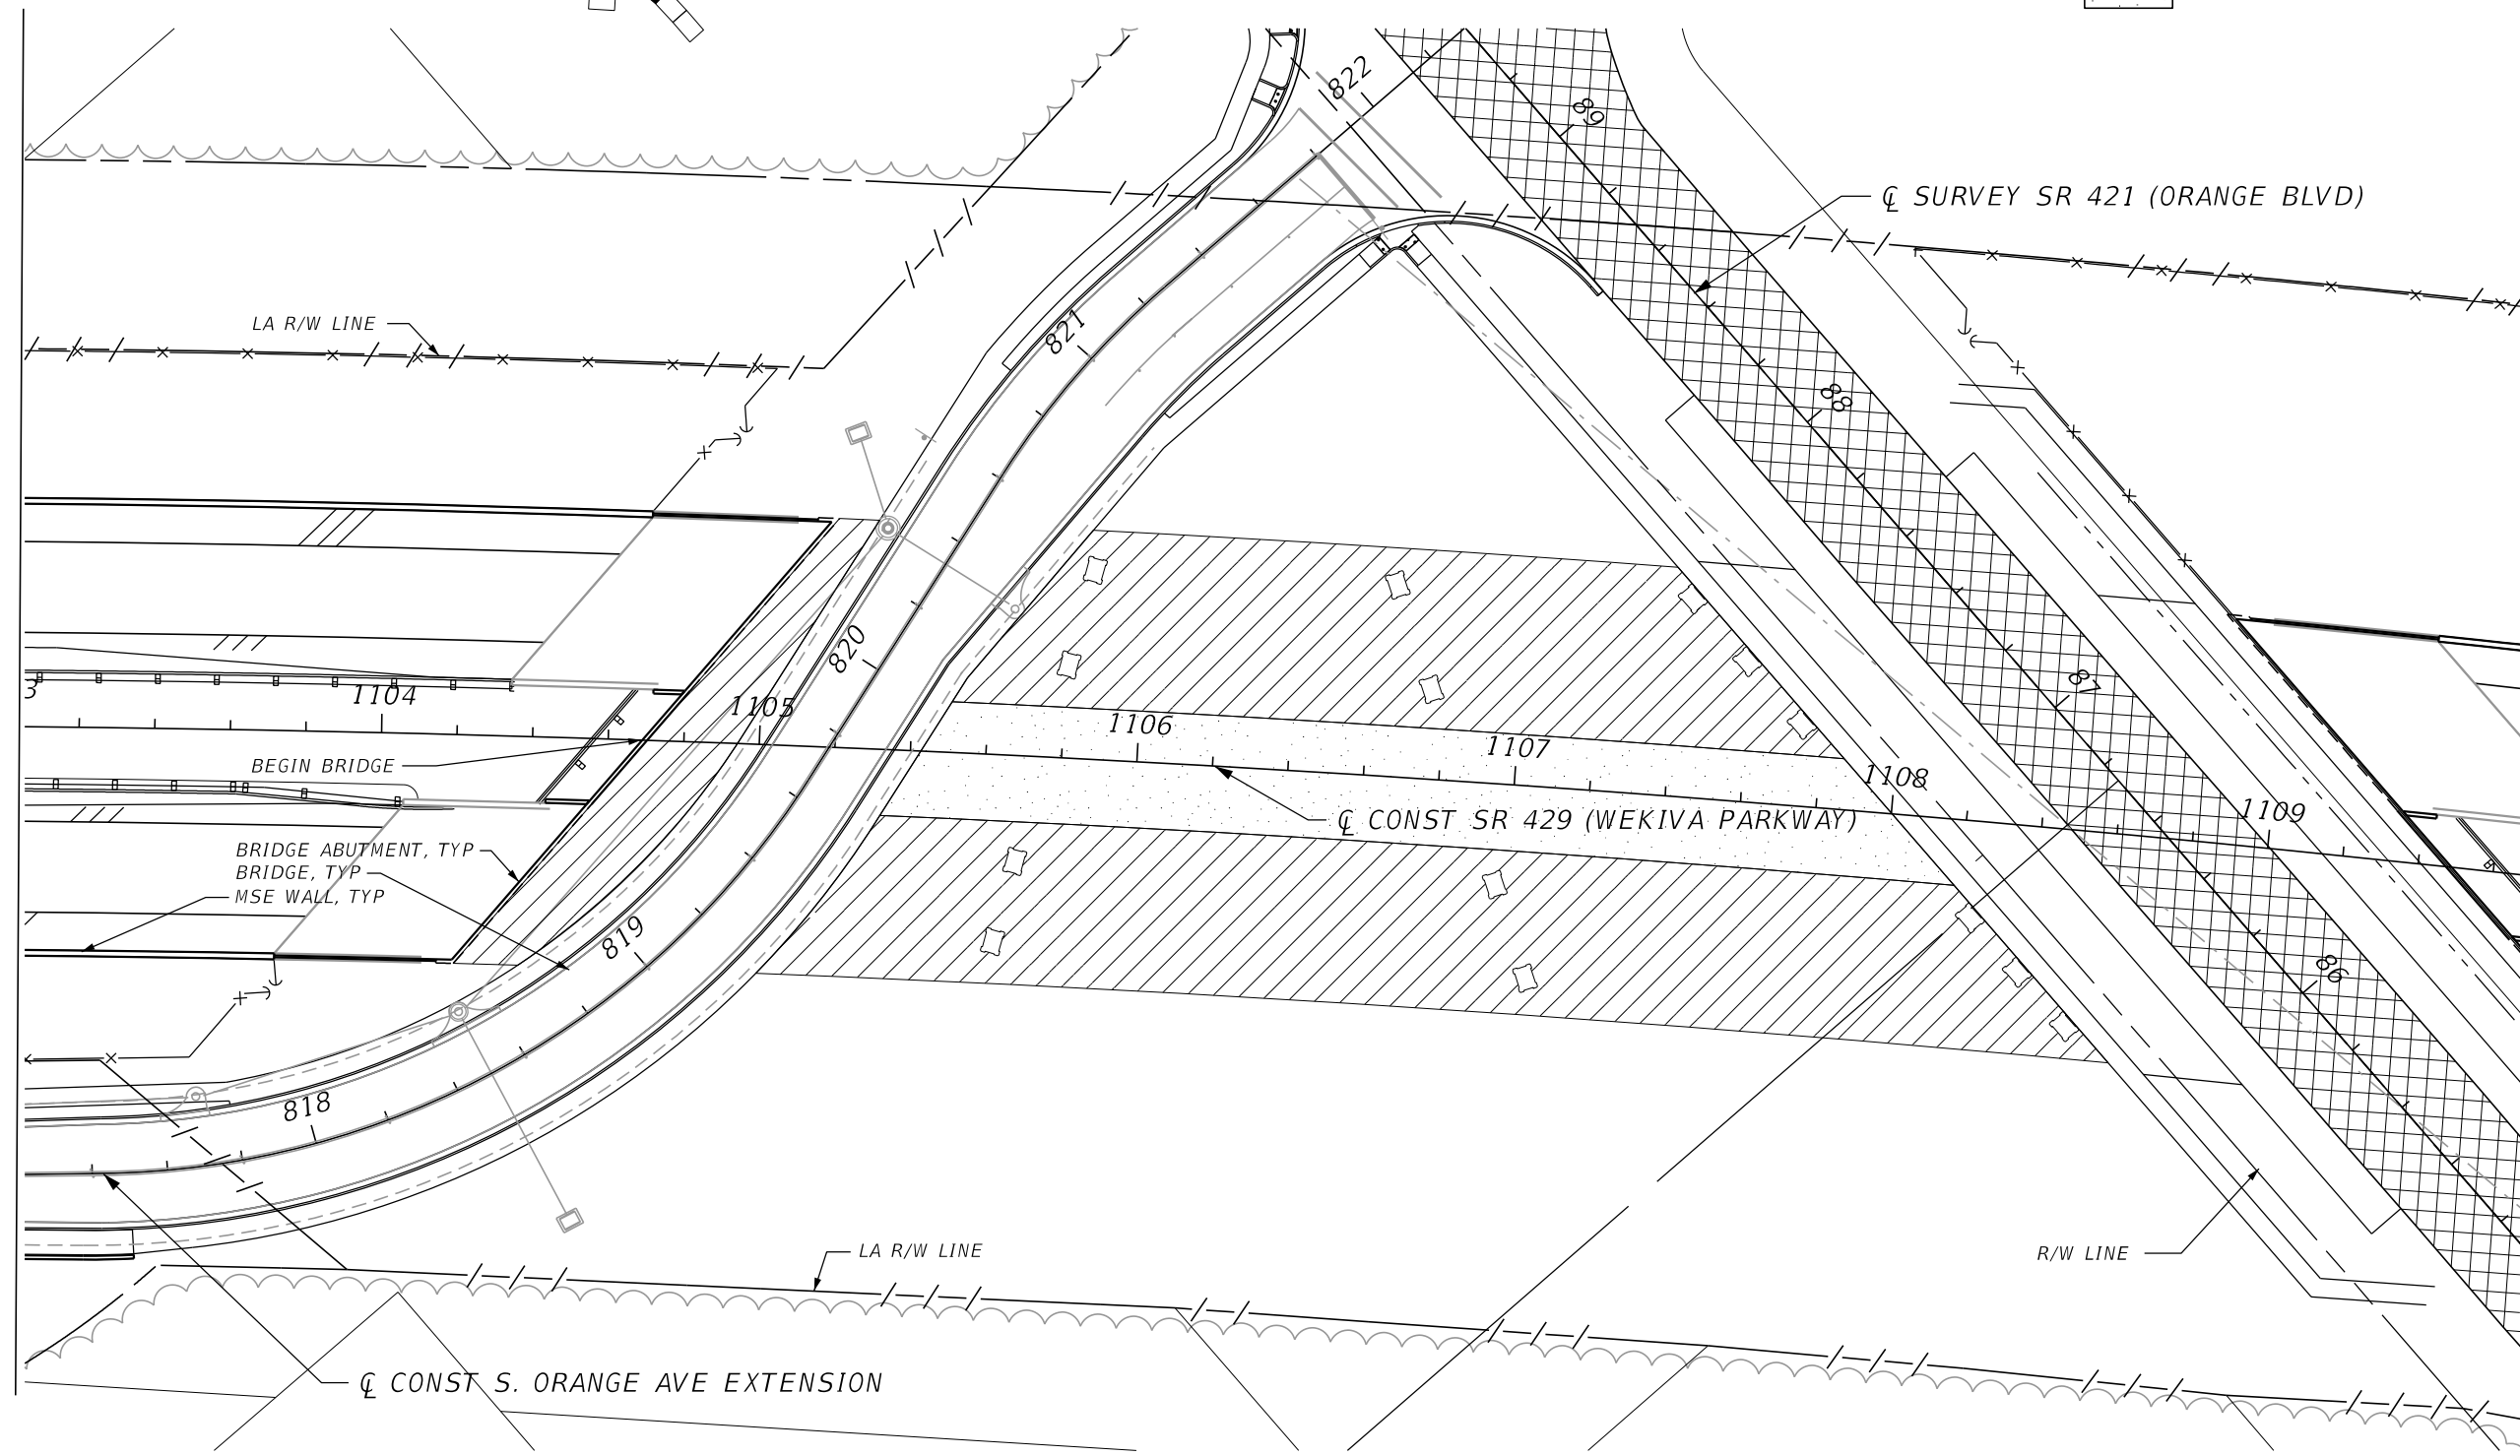 822
89
℄ SURVEY SR 421 (ORANGE BLVD)
LA R/W LINE
821
88
820
87
3
1104
1105
1106
1107
1108
1109
BEGIN BRIDGE
℄ CONST SR 429 (WEKIVA PARKWAY)
BRIDGE ABUTMENT, TYP
BRIDGE, TYP
MSE WALL, TYP
819
86
818
LA R/W LINE
R/W LINE
℄ CONST S. ORANGE AVE EXTENSION